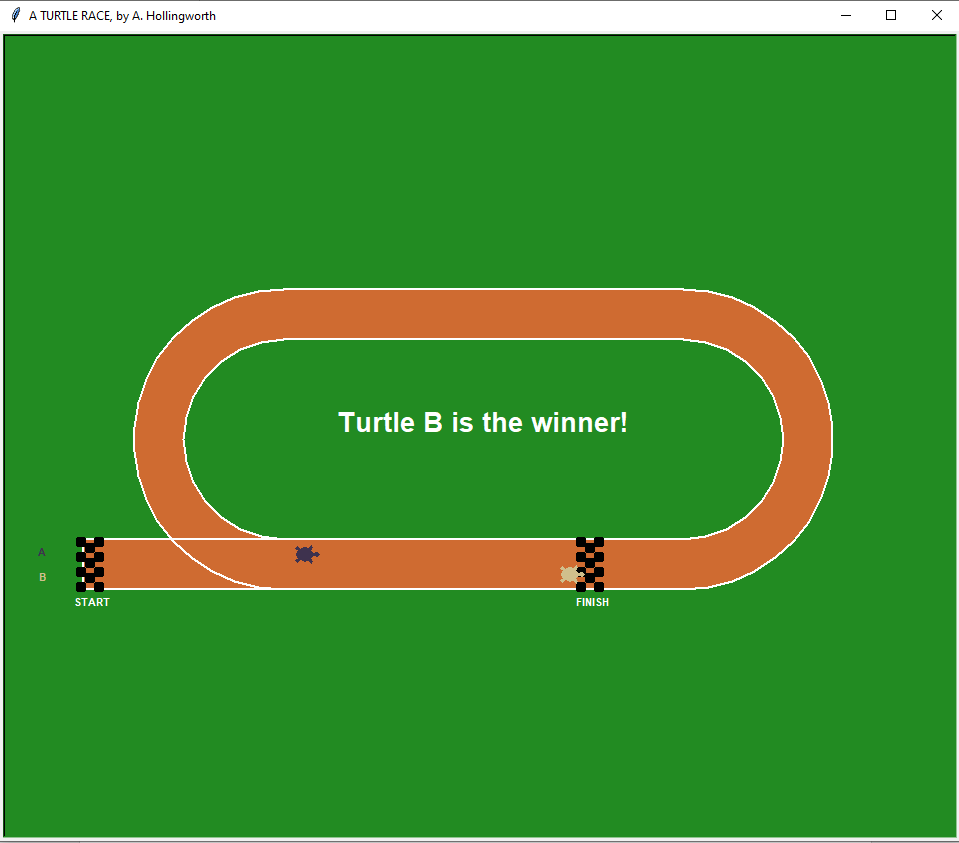 A TURTLE RACE, by A. Hollingworth
Turtle B is the winner!
A
B
START
FINISH